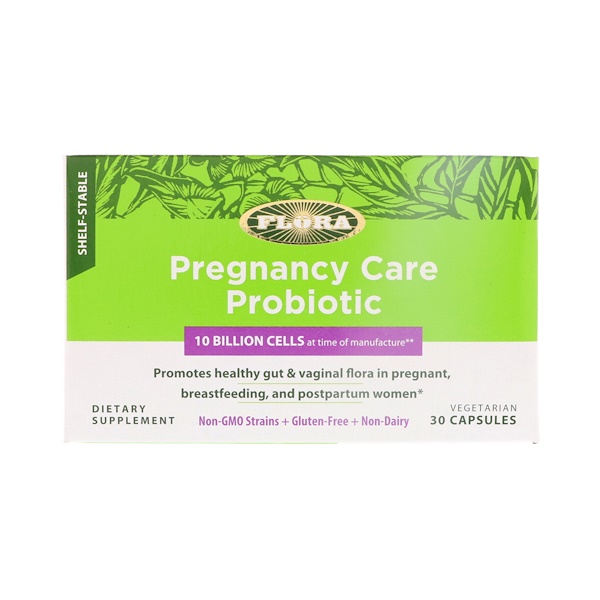 SHELF-STABLE
FLORA
Pregnancy Care
Probiotic
10 BILLION CELLS at time of manufacture**
Promotes healthy gut & vaginal flora in pregnant,
breastfeeding, and postpartum women*
DIETARY
SUPPLEMENT
Non-GMO Strains + Gluten-Free + Non-Dairy
VEGETARIAN
30 CAPSULES